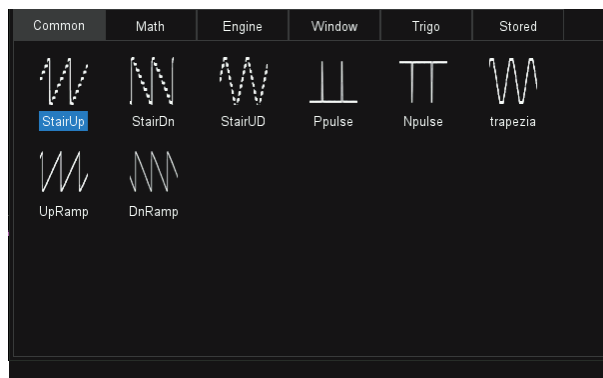 Common Math Engine Window Trigo Stored
StairUp StairDn StairUD Ppulse Npulse trapezia
UpRamp DnRamp